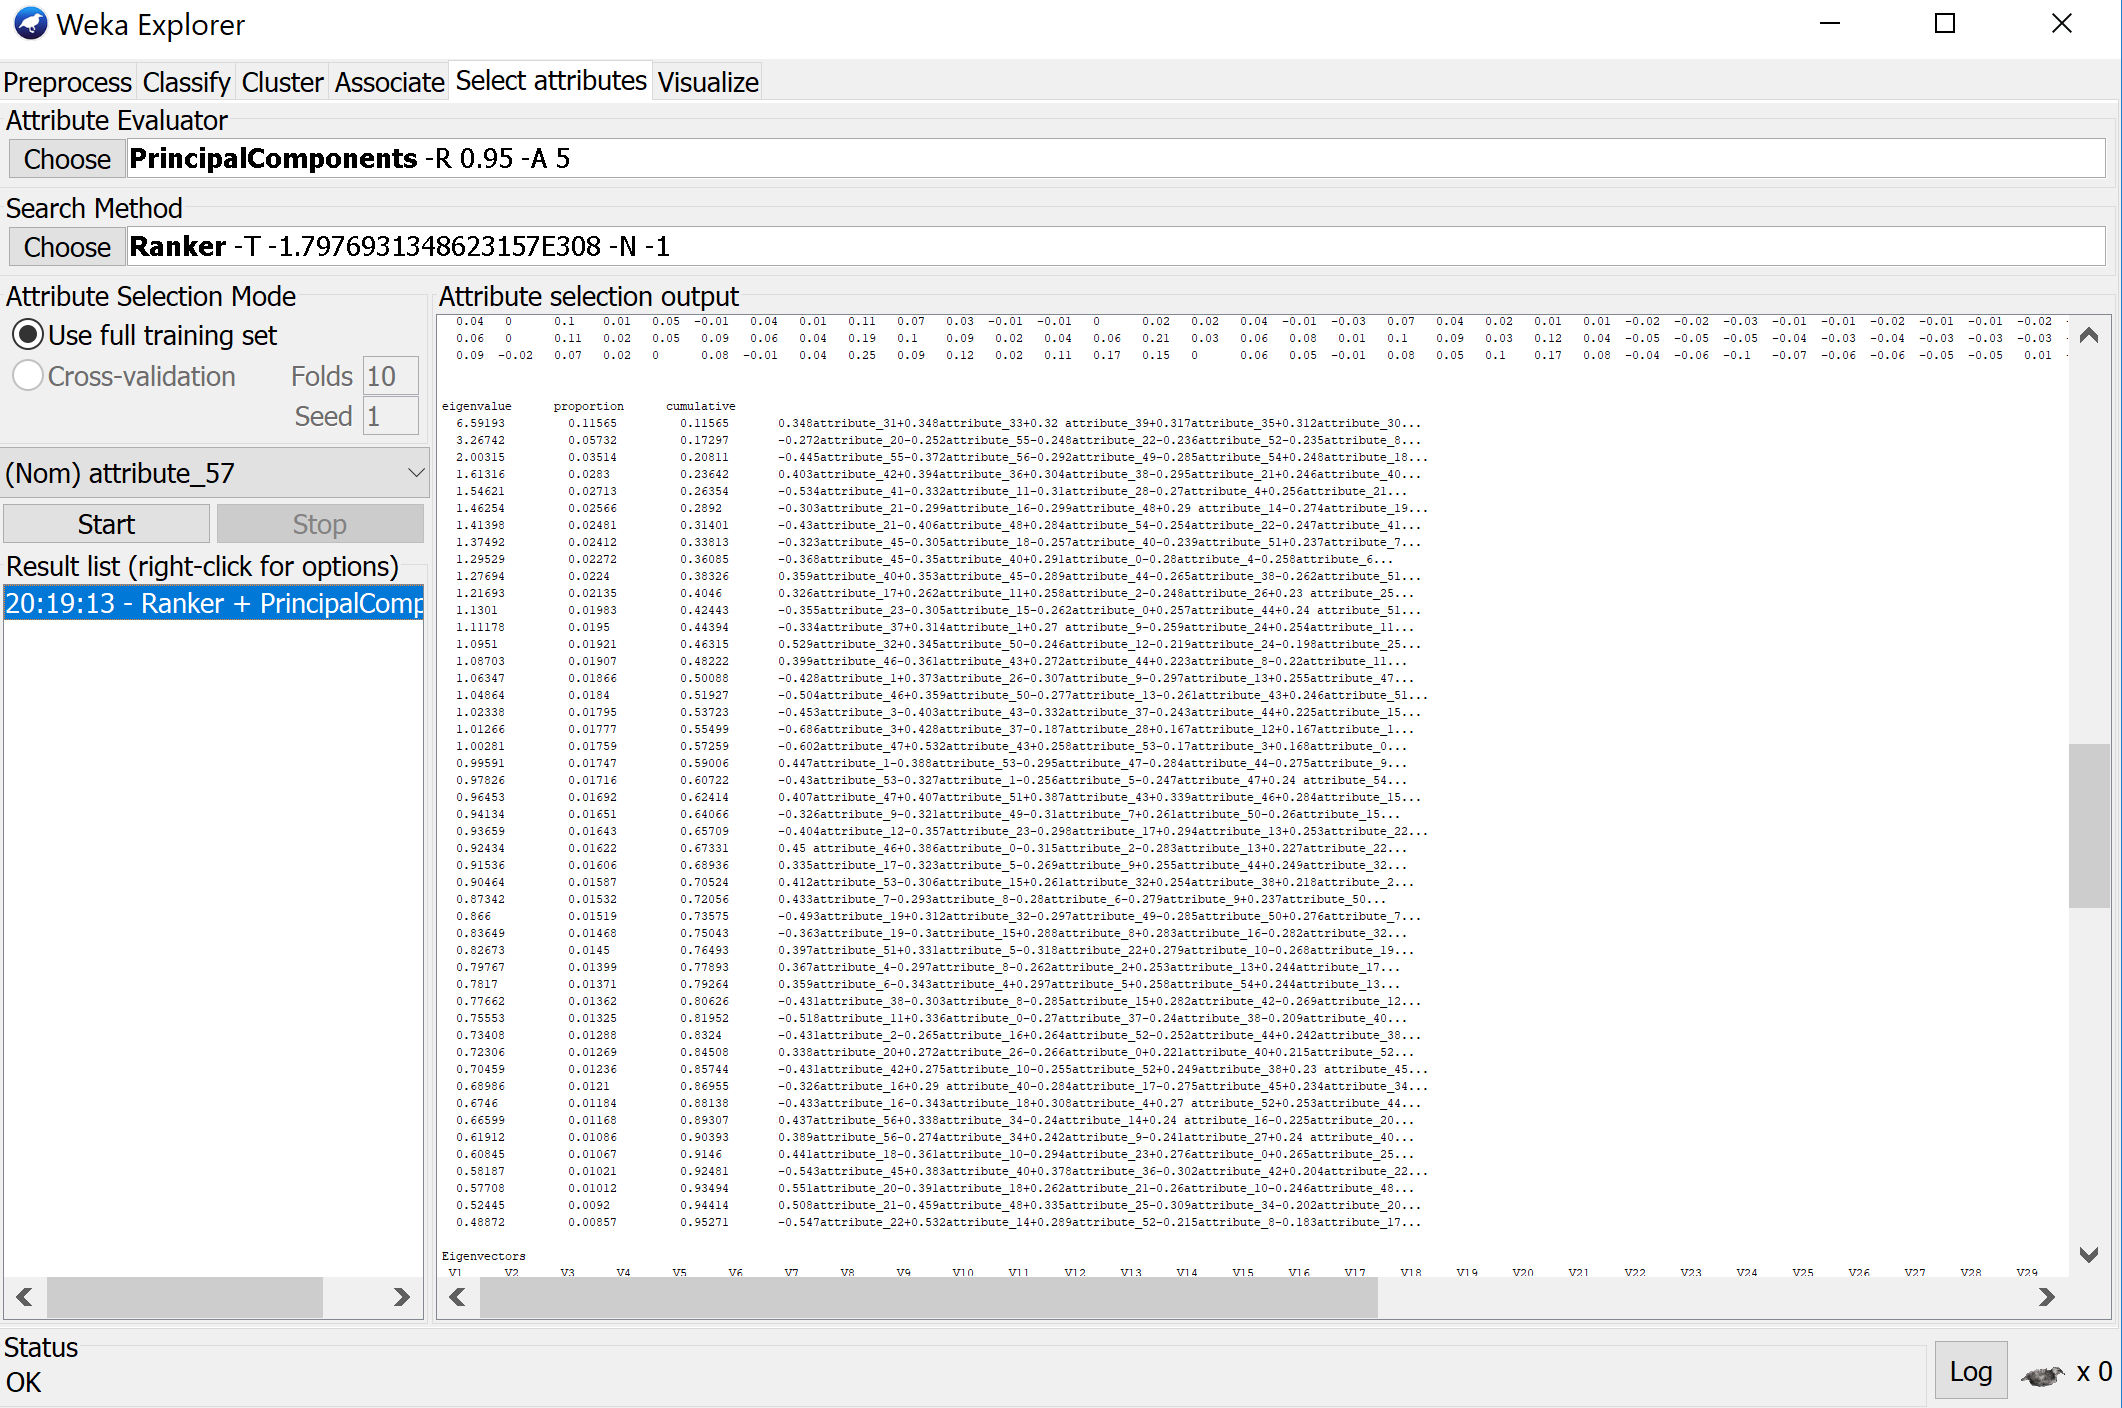 Weka Explorer
Preprocess Classify Cluster Associate Select attributes Visualize
Attribute Evaluator
Choose PrincipalComponents -R 0.95 -A 5
Search Method
Choose Ranker -T -1.7976931348623157E308 -N -1
Attribute Selection Mode
Use full training set
Cross-validation Folds 10
Seed 1
(Nom) attribute_57
Start Stop
Result list (right-click for options)
20:19:13 - Ranker + PrincipalComp
Attribute selection output
0.04 0 0.1 0.01 0.05 -0.01 0.04 0.01 0.11 0.07 0.03 -0.01 -0.01 0 0.02 0.02 0.04 -0.01 -0.03 0.07 0.04 0.02 0.01 0.01 -0.02 -0.02 -0.03 -0.01 -0.01 -0.02 -0.01 -0.01 -0.02 -
0.06 0 0.11 0.02 0.05 0.09 0.06 0.04 0.19 0.1 0.09 0.02 0.04 0.06 0.21 0.03 0.06 0.08 0.01 0.1 0.09 0.03 0.12 0.04 -0.05 -0.05 -0.05 -0.04 -0.03 -0.04 -0.03 -0.03 -0.03 -
0.09 -0.02 0.07 0.02 0 0.08 -0.01 0.04 0.25 0.09 0.12 0.02 0.11 0.17 0.15 0 0.06 0.05 -0.01 0.08 0.05 0.1 0.17 0.08 -0.04 -0.06 -0.1 -0.07 -0.06 -0.06 -0.05 -0.05 0.01 -
eigenvalue proportion cumulative
6.59193 0.11565 0.11565 0.348attribute_31+0.348attribute_33+0.32 attribute_39+0.317attribute_35+0.312attribute_30...
3.26742 0.05732 0.17297 -0.272attribute_20-0.252attribute_55-0.248attribute_22-0.236attribute_52-0.235attribute_8...
2.00315 0.03514 0.20811 -0.445attribute_55-0.372attribute_56-0.292attribute_49-0.285attribute_54+0.248attribute_18...
1.61316 0.0283 0.23642 0.403attribute_42+0.394attribute_36+0.304attribute_38-0.295attribute_21+0.246attribute_40...
1.54621 0.02713 0.26354 -0.534attribute_41-0.332attribute_11-0.31attribute_28-0.27attribute_4+0.256attribute_21...
1.46254 0.02566 0.2892 -0.303attribute_21-0.299attribute_16-0.299attribute_48+0.29 attribute_14-0.274attribute_19...
1.41398 0.02481 0.31401 -0.43attribute_21-0.406attribute_48+0.284attribute_54-0.254attribute_22-0.247attribute_41...
1.37492 0.02412 0.33813 -0.323attribute_45-0.305attribute_18-0.257attribute_40-0.239attribute_51+0.237attribute_7...
1.29529 0.02272 0.36085 -0.368attribute_45-0.35attribute_40+0.291attribute_0-0.28attribute_4-0.258attribute_6...
1.27694 0.0224 0.38326 0.359attribute_40+0.353attribute_45-0.289attribute_44-0.265attribute_38-0.262attribute_51...
1.21693 0.02135 0.4046 0.326attribute_17+0.262attribute_11+0.258attribute_2-0.248attribute_26+0.23 attribute_25...
1.1301 0.01983 0.42443 -0.355attribute_23-0.305attribute_15-0.262attribute_0+0.257attribute_44+0.24 attribute_51...
1.11178 0.0195 0.44394 -0.334attribute_37+0.314attribute_1+0.27 attribute_9-0.259attribute_24+0.254attribute_11...
1.0951 0.01921 0.46315 0.529attribute_32+0.345attribute_50-0.246attribute_12-0.219attribute_24-0.198attribute_25...
1.08703 0.01907 0.48222 0.399attribute_46-0.361attribute_43+0.272attribute_44+0.223attribute_8-0.22attribute_11...
1.06347 0.01866 0.50088 -0.428attribute_1+0.373attribute_26-0.307attribute_9-0.297attribute_13+0.255attribute_47...
1.04864 0.0184 0.51927 -0.504attribute_46+0.359attribute_50-0.277attribute_13-0.261attribute_43+0.246attribute_51...
1.02338 0.01795 0.53723 -0.453attribute_3-0.403attribute_43-0.332attribute_37-0.243attribute_44+0.225attribute_15...
1.01266 0.01777 0.55499 -0.686attribute_3+0.428attribute_37-0.187attribute_28+0.167attribute_12+0.167attribute_1...
1.00281 0.01759 0.57259 -0.602attribute_47+0.532attribute_43+0.258attribute_53-0.17attribute_3+0.168attribute_0...
0.99591 0.01747 0.59006 0.447attribute_1-0.388attribute_53-0.295attribute_47-0.284attribute_44-0.275attribute_9...
0.97826 0.01716 0.60722 -0.43attribute_53-0.327attribute_1-0.256attribute_5-0.247attribute_47+0.24 attribute_54...
0.96453 0.01692 0.62414 0.407attribute_47+0.407attribute_51+0.387attribute_43+0.339attribute_46+0.284attribute_15...
0.94134 0.01651 0.64066 -0.326attribute_9-0.321attribute_49-0.31attribute_7+0.261attribute_50-0.26attribute_15...
0.93659 0.01643 0.65709 -0.404attribute_12-0.357attribute_23-0.298attribute_17+0.294attribute_13+0.253attribute_22...
0.92434 0.01622 0.67331 0.45 attribute_46+0.386attribute_0-0.315attribute_2-0.283attribute_13+0.227attribute_22...
0.91536 0.01606 0.68936 0.335attribute_17-0.323attribute_5-0.269attribute_9+0.255attribute_44+0.249attribute_32...
0.90464 0.01587 0.70524 0.412attribute_53-0.306attribute_15+0.261attribute_32+0.254attribute_38+0.218attribute_2...
0.87342 0.01532 0.72056 0.433attribute_7-0.293attribute_8-0.28attribute_6-0.279attribute_9+0.237attribute_50...
0.866 0.01519 0.73575 -0.493attribute_19+0.312attribute_32-0.297attribute_49-0.285attribute_50+0.276attribute_7...
0.83649 0.01468 0.75043 -0.363attribute_19-0.3attribute_15+0.288attribute_8+0.283attribute_16-0.282attribute_32...
0.82673 0.0145 0.76493 0.397attribute_51+0.331attribute_5-0.318attribute_22+0.279attribute_10-0.268attribute_19...
0.79767 0.01399 0.77893 0.367attribute_4-0.297attribute_8-0.262attribute_2+0.253attribute_13+0.244attribute_17...
0.7817 0.01371 0.79264 0.359attribute_6-0.343attribute_4+0.297attribute_5+0.258attribute_54+0.244attribute_13...
0.77662 0.01362 0.80626 -0.431attribute_38-0.303attribute_8-0.285attribute_15+0.282attribute_42-0.269attribute_12...
0.75553 0.01325 0.81952 -0.518attribute_11+0.336attribute_0-0.27attribute_37-0.24attribute_38-0.209attribute_40...
0.73408 0.01288 0.8324 -0.431attribute_2-0.265attribute_16+0.264attribute_52-0.252attribute_44+0.242attribute_38...
0.72306 0.01269 0.84508 0.338attribute_20+0.272attribute_26-0.266attribute_0+0.221attribute_40+0.215attribute_52...
0.70459 0.01236 0.85744 -0.431attribute_42+0.275attribute_10-0.255attribute_52+0.249attribute_38+0.23 attribute_45...
0.68986 0.0121 0.86955 -0.326attribute_16+0.29 attribute_40-0.284attribute_17-0.275attribute_45+0.234attribute_34...
0.6746 0.01184 0.88138 -0.433attribute_16-0.343attribute_18+0.308attribute_4+0.27 attribute_52+0.253attribute_44...
0.66599 0.01168 0.89307 0.437attribute_56+0.338attribute_34-0.24attribute_14+0.24 attribute_16-0.225attribute_20...
0.61912 0.01086 0.90393 0.389attribute_56-0.274attribute_34+0.242attribute_9-0.241attribute_27+0.24 attribute_40...
0.60845 0.01067 0.9146 0.441attribute_18-0.361attribute_10-0.294attribute_23+0.276attribute_0+0.265attribute_25...
0.58187 0.01021 0.92481 -0.543attribute_45+0.383attribute_40+0.378attribute_36-0.302attribute_42+0.204attribute_22...
0.57708 0.01012 0.93494 0.551attribute_20-0.391attribute_18+0.262attribute_21-0.26attribute_10-0.246attribute_48...
0.52445 0.0092 0.94414 0.508attribute_21-0.459attribute_48+0.335attribute_25-0.309attribute_34-0.202attribute_20...
0.48872 0.00857 0.95271 -0.547attribute_22+0.532attribute_14+0.289attribute_52-0.215attribute_8-0.183attribute_17...
Eigenvectors
V1 V2 V3 V4 V5 V6 V7 V8 V9 V10 V11 V12 V13 V14 V15 V16 V17 V18 V19 V20 V21 V22 V23 V24 V25 V26 V27 V28 V29
Status
OK
Log x 0